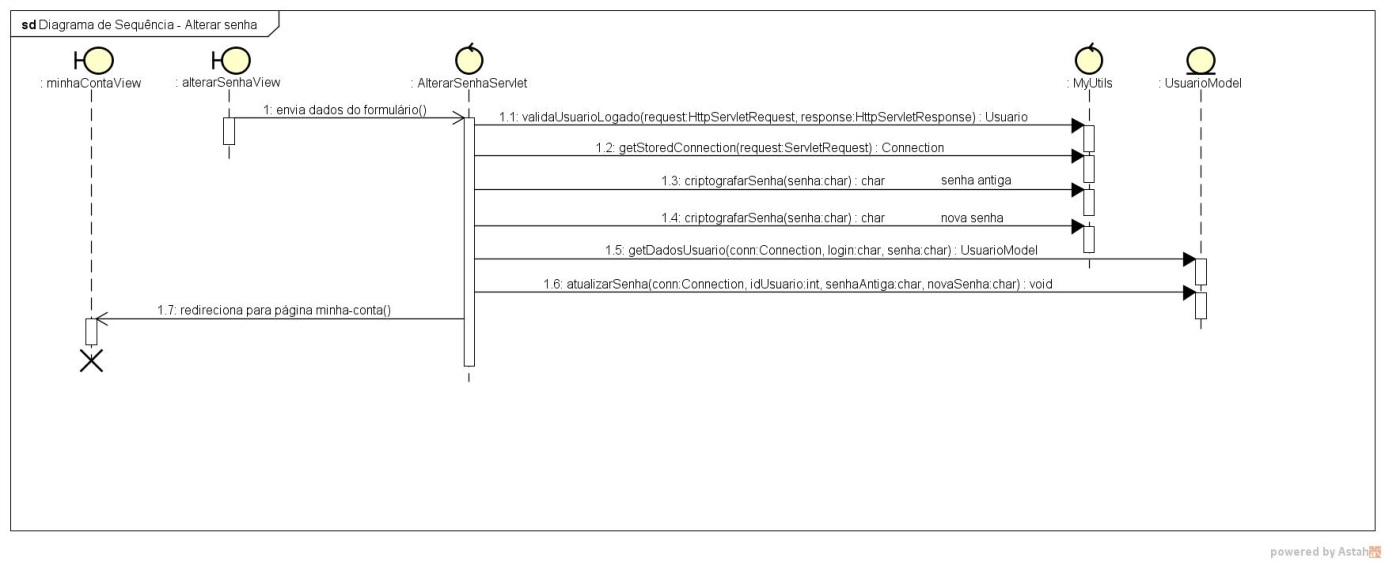 sd Diagrama de Sequência - Alterar senha
: minhaContaView
: alterarSenhaView
: AlterarSenhaServlet
: MyUtils
: UsuarioModel
1: envia dados do formulário()
1.1: validaUsuarioLogado(request:HttpServletRequest, response:HttpServletResponse) : Usuario
1.2: getStoredConnection(request:ServletRequest) : Connection
1.3: criptografarSenha(senha:char) : char
senha antiga
1.4: criptografarSenha(senha:char) : char
nova senha
1.5: getDadosUsuario(conn:Connection, login:char, senha:char) : UsuarioModel
1.6: atualizarSenha(conn:Connection, idUsuario:int, senhaAntiga:char, novaSenha:char) : void
1.7: redireciona para página minha-conta()
powered by Astah